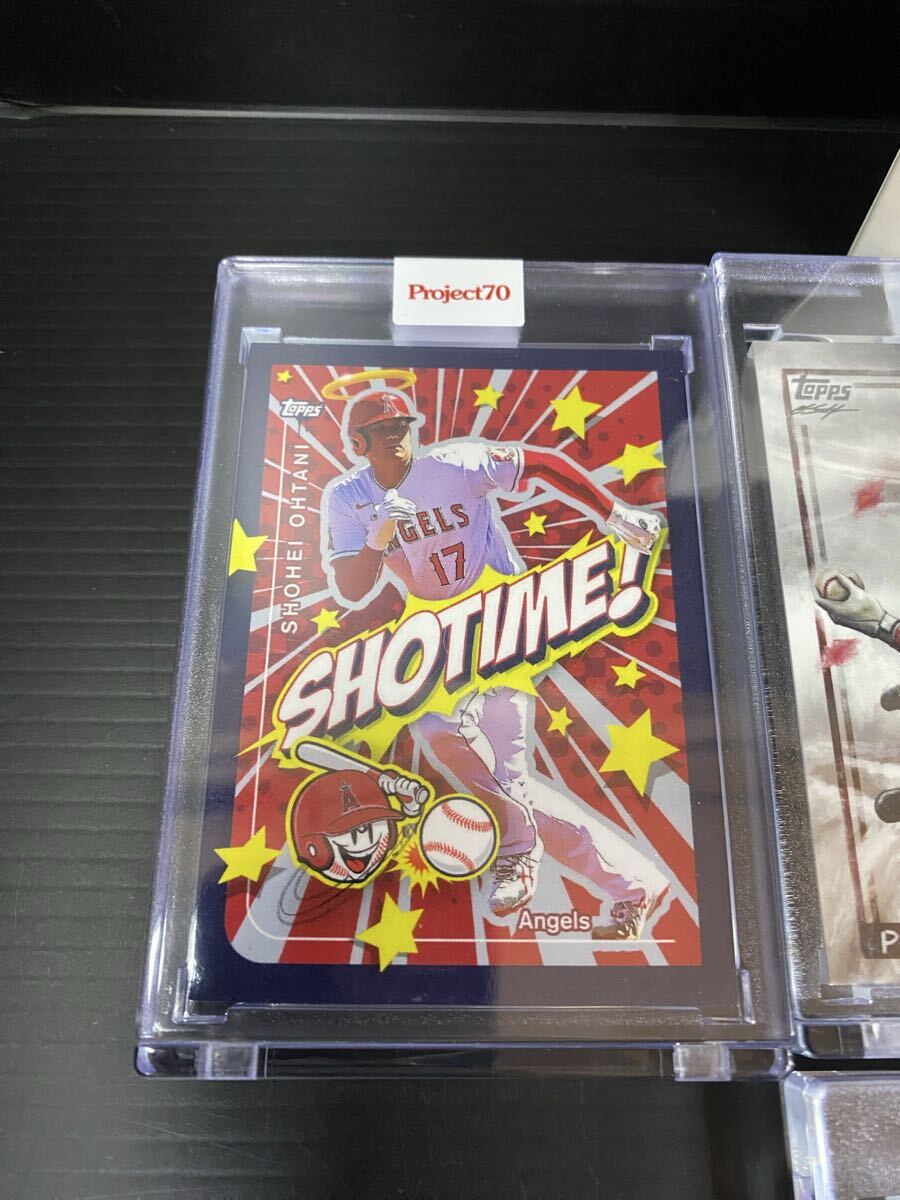 Project70
Topps
SHOHEI OHTANI
A
ANGELS
17
SHOTIME!
A
Angels
Topps
P